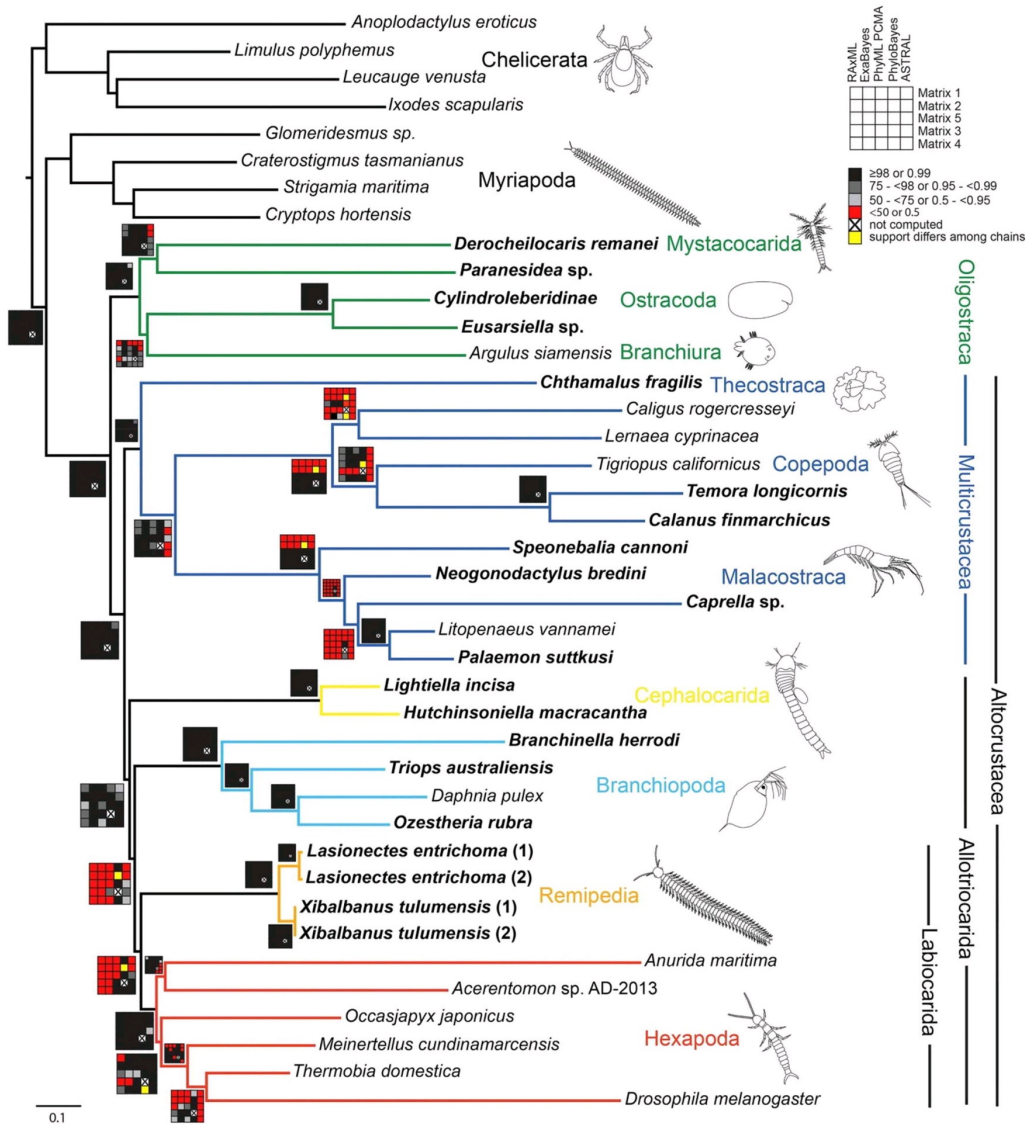 Anoplodactylus eroticus
Limulus polyphemus
Chelicerata
Leucauge venusta
Ixodes scapularis
RAxML
ExaBayes
PhyML PCMA
PhyloBayes
ASTRAL
Matrix 1
Matrix 2
Matrix 5
Matrix 3
Matrix 4
≥98 or 0.99
75 - <98 or 0.95 - <0.99
50 - <75 or 0.5 - <0.95
<50 or 0.5
not computed
support differs among chains
Glomeridesmus sp.
Craterostigmus tasmanianus
Myriapoda
Strigamia maritima
Cryptops hortensis
Derocheilocaris remanei Mystacocarida
Paranesidea sp.
Cylindroleberidinae Ostracoda
Eusarsiella sp.
Argulus siamensis Branchiura
Oligostraca
Chthamalus fragilis Thecostraca
Caligus rogercresseyi
Lernaea cyprinacea
Tigriopus californicus Copepoda
Temora longicornis
Calanus finmarchicus
Speonebalia cannoni
Neogonodactylus bredini Malacostraca
Caprella sp.
Litopenaeus vannamei
Palaemon suttkusi
Multicrustacea
Lightiella incisa Cephalocarida
Hutchinsoniella macracantha
Branchinella herrodi
Triops australiensis Branchiopoda
Daphnia pulex
Ozestheria rubra
Altocrustacea
Lasionectes entrichoma (1)
Lasionectes entrichoma (2)
Remipedia
Xibalbanus tulumensis (1)
Xibalbanus tulumensis (2)
Allotriocarida
Labiocarida
Anurida maritima
Acerentomon sp. AD-2013
Occasjapyx japonicus
Hexapoda
Meinertellus cundinamarcensis
Thermobia domestica
Drosophila melanogaster
0.1